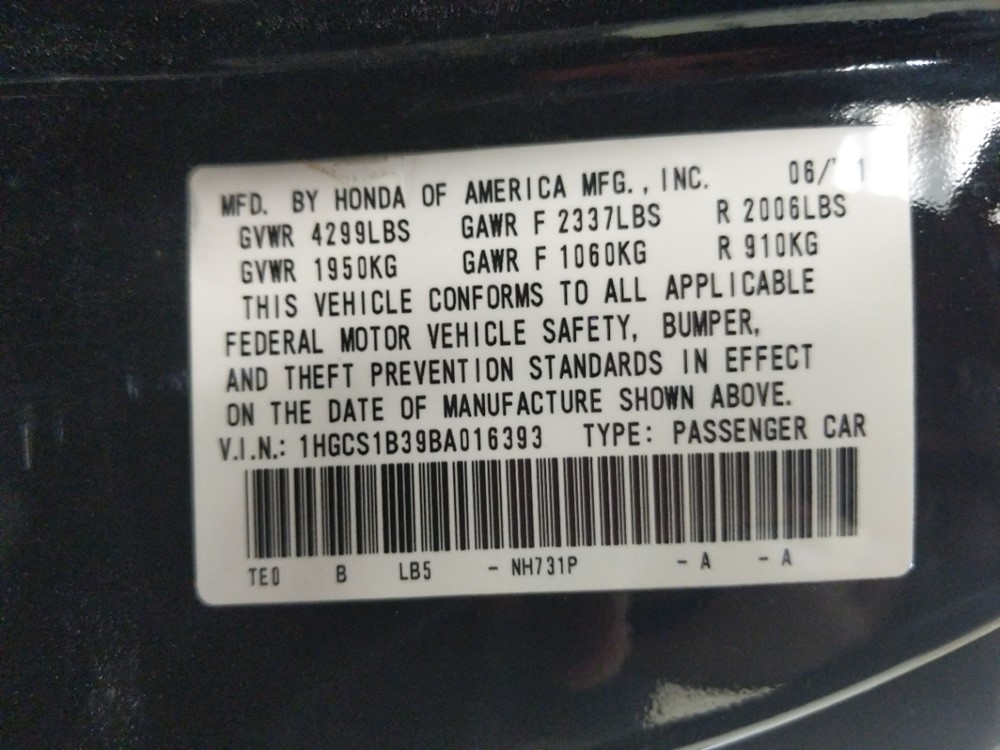 MFD. BY HONDA OF AMERICA MFG., INC.
GVWR 4299LBS GAWR F 2337LBS R 2006LBS
GVWR 1950KG GAWR F 1060KG R 910KG
THIS VEHICLE CONFORMS TO ALL APPLICABLE
FEDERAL MOTOR VEHICLE SAFETY, BUMPER,
AND THEFT PREVENTION STANDARDS IN EFFECT
ON THE DATE OF MANUFACTURE SHOWN ABOVE.
V.I.N.: 1HGCS1B39BA016393 TYPE: PASSENGER CAR
TE0 B LB5 - NH731P - A - A